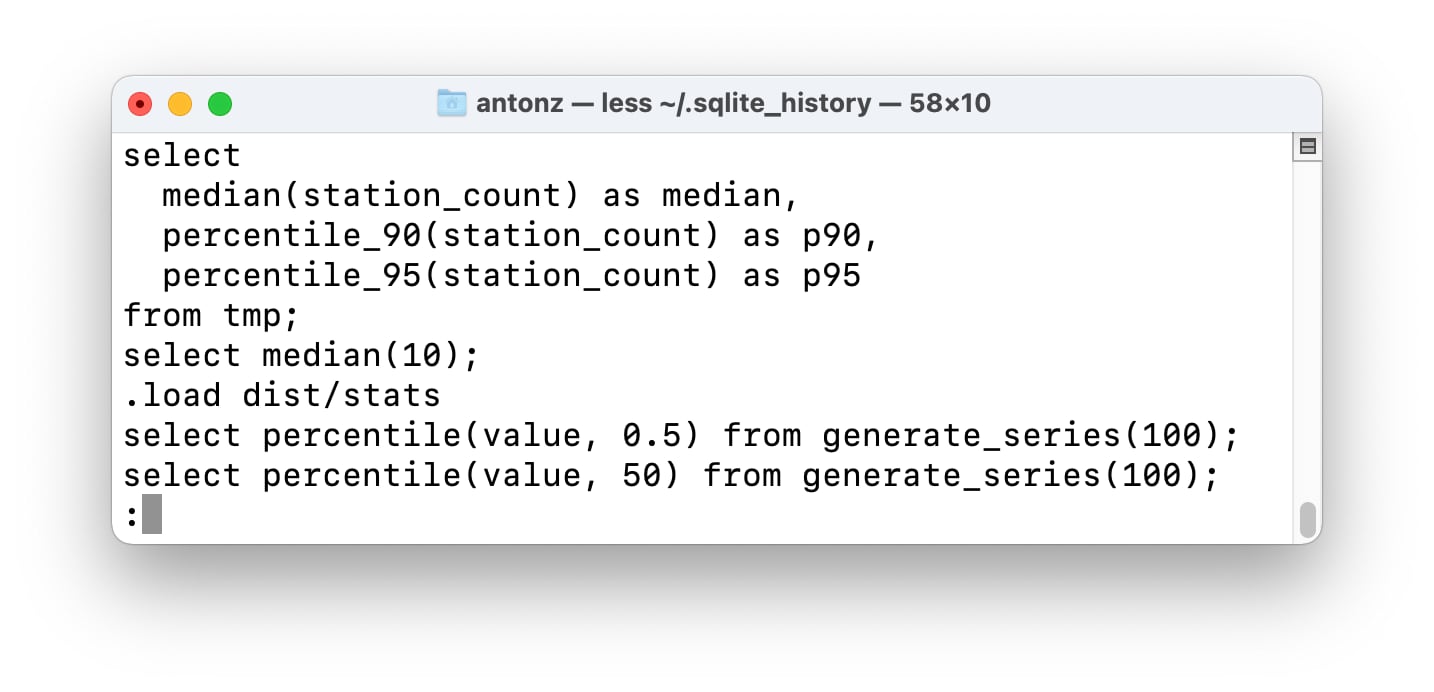 antonz — less ~/.sqlite_history — 58×10
select
  median(station_count) as median,
  percentile_90(station_count) as p90,
  percentile_95(station_count) as p95
from tmp;
select median(10);
.load dist/stats
select percentile(value, 0.5) from generate_series(100);
select percentile(value, 50) from generate_series(100);
: